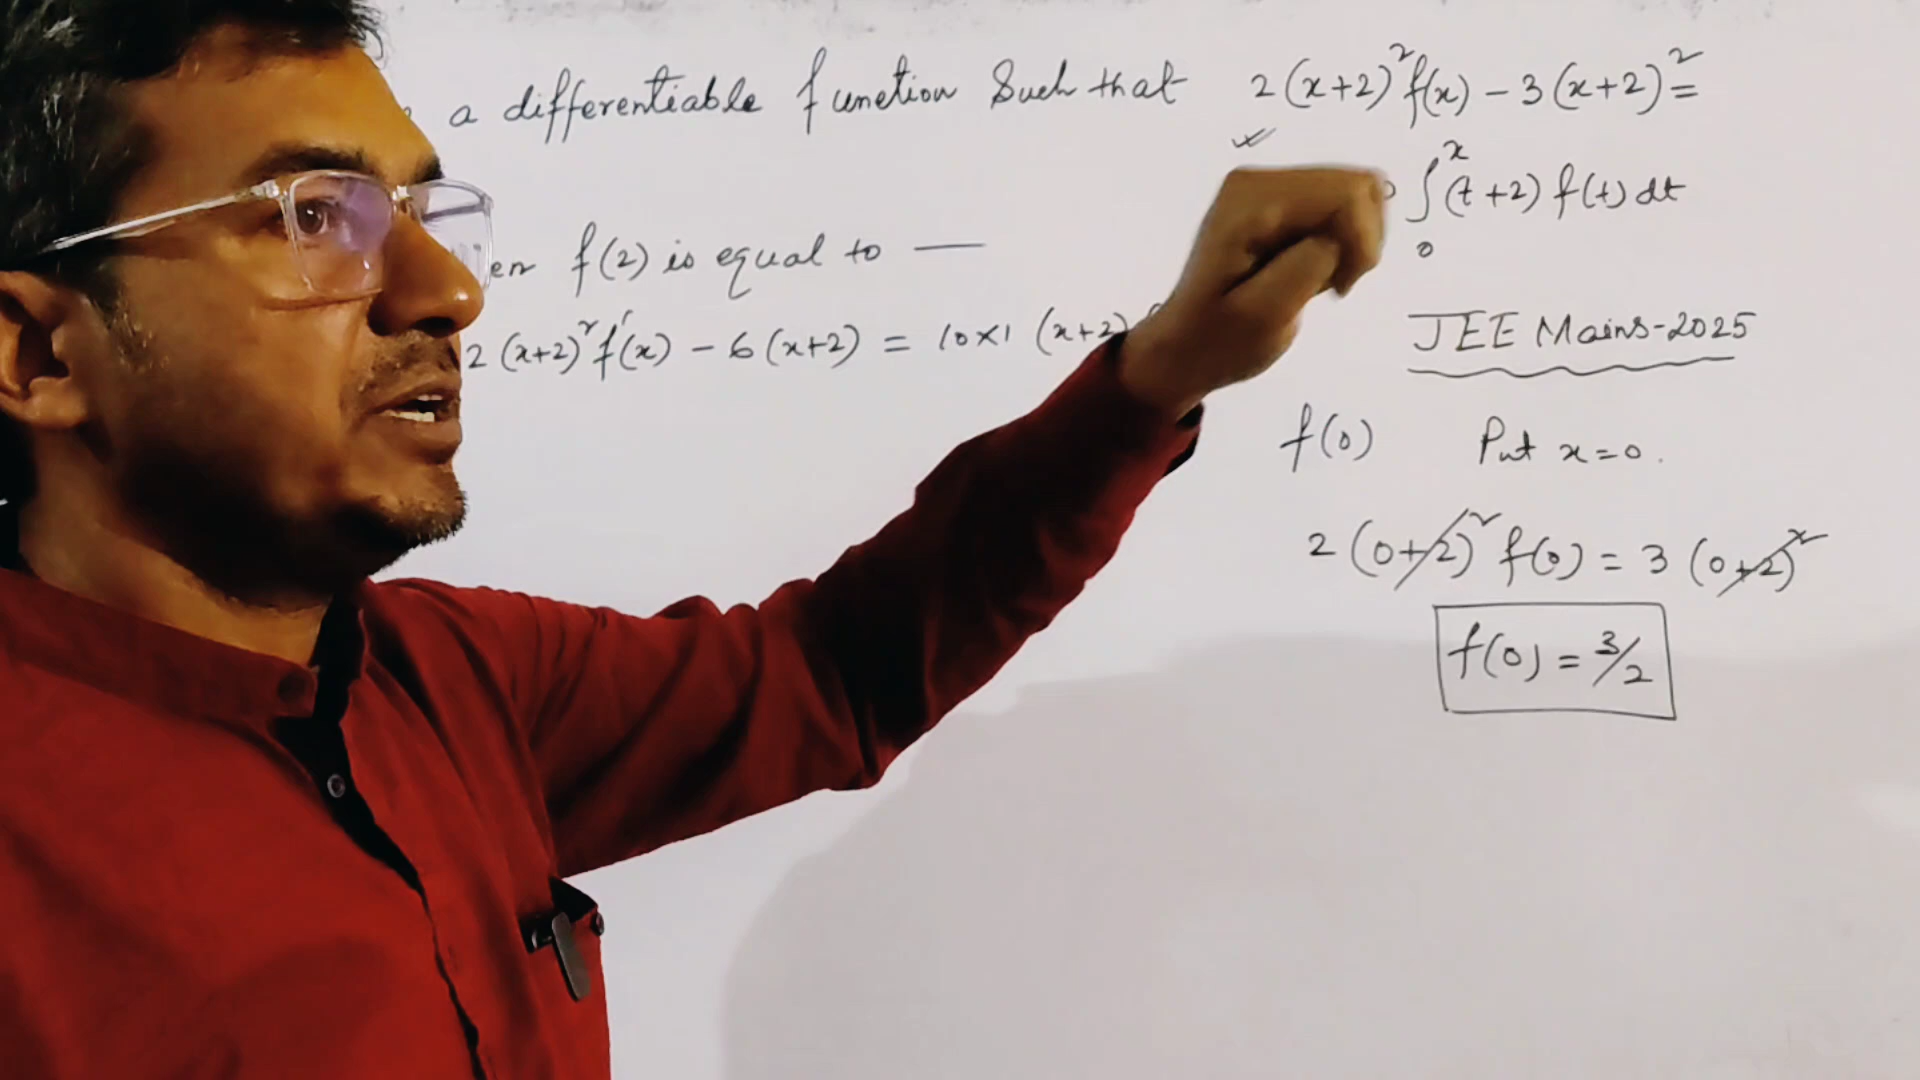 a differentiable function Such that 2(x+2)²f(x) - 3(x+2)² =
∫₀ˣ(t+2) f(t) dt
f(2) is equal to —
2(x+2)² f'(x) - 6(x+2) = 10×1 (x+2)
JEE Mains-2025
f(0) Put x=0.
2(0+2)² f(0) = 3(0+2)²
f(0) = 3/2